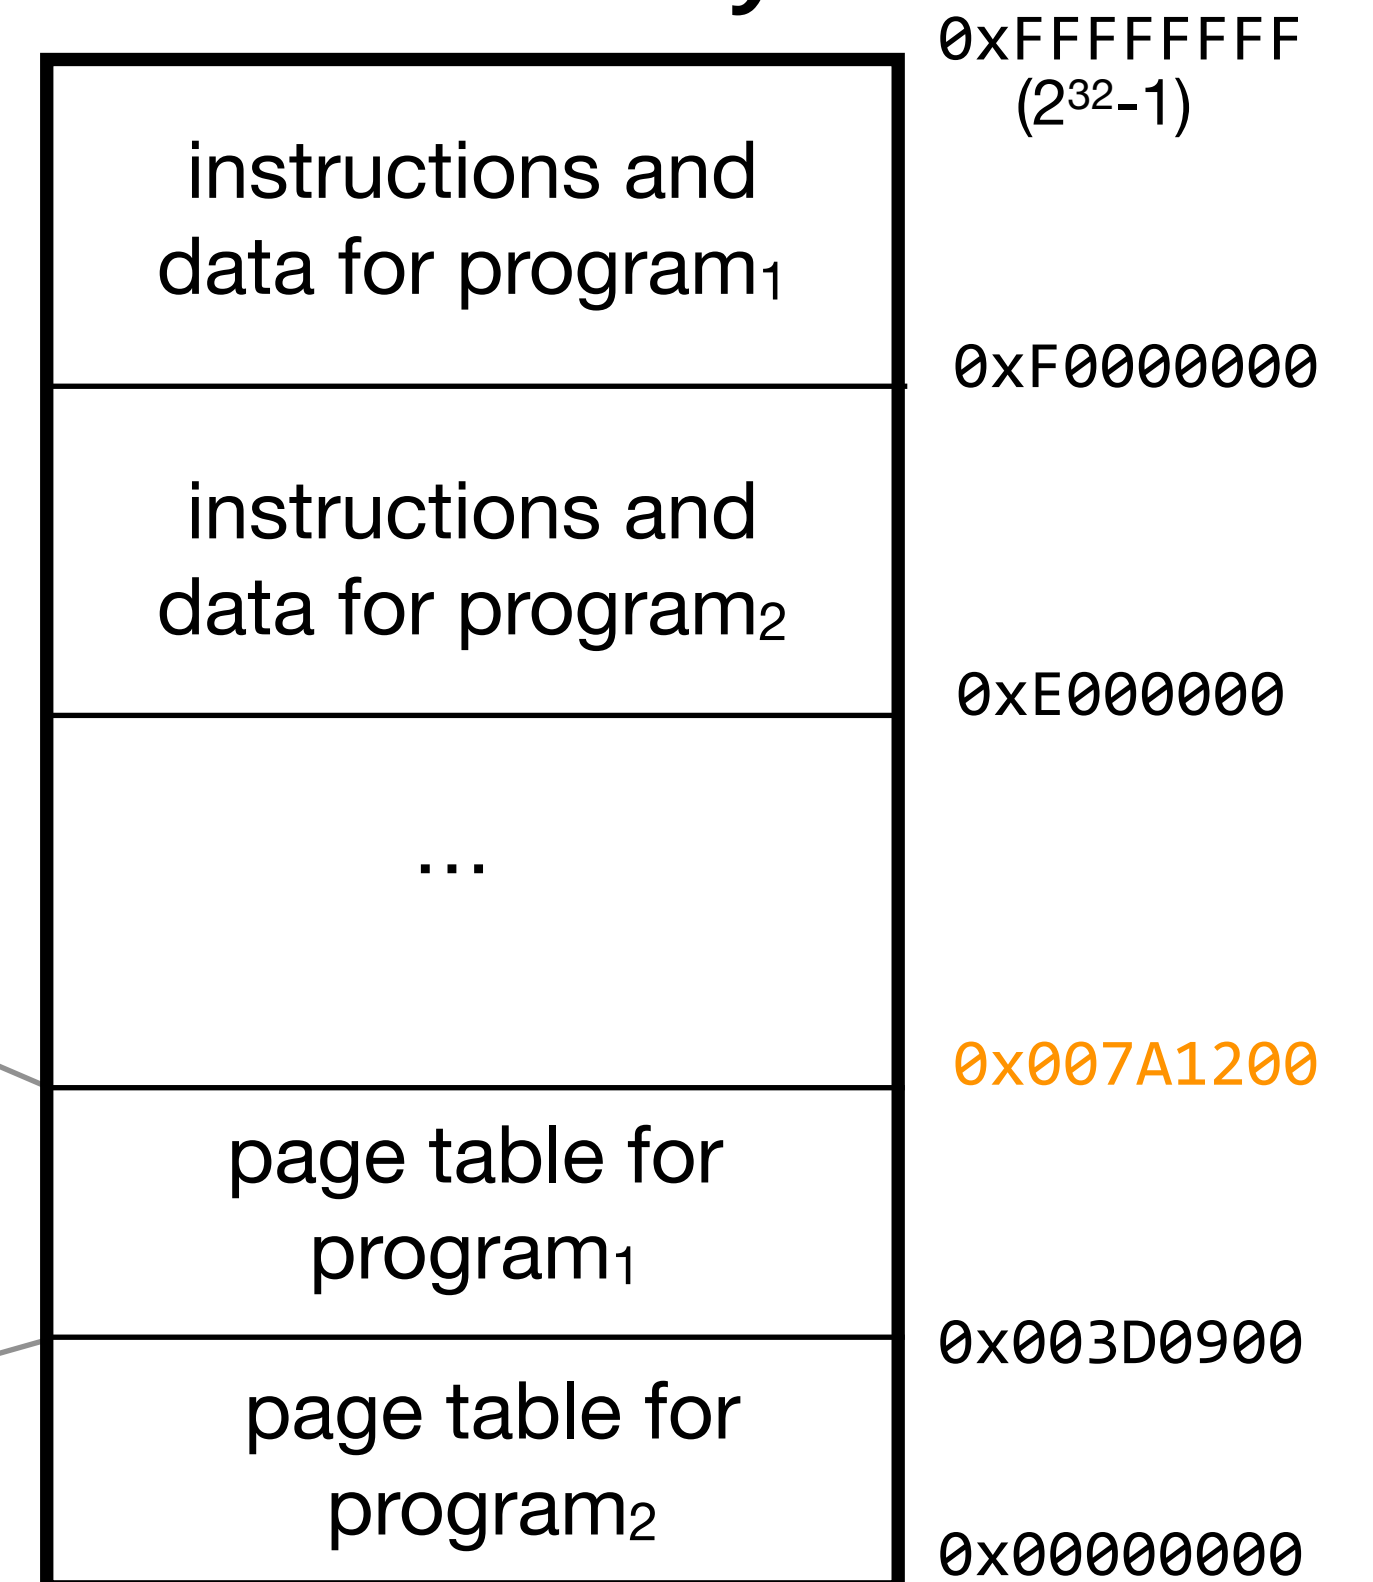 0xFFFFFFFF
(2³²-1)
instructions and
data for program₁
0xF0000000
instructions and
data for program₂
0xE000000
...
0x007A1200
page table for
program₁
0x003D0900
page table for
program₂
0x00000000